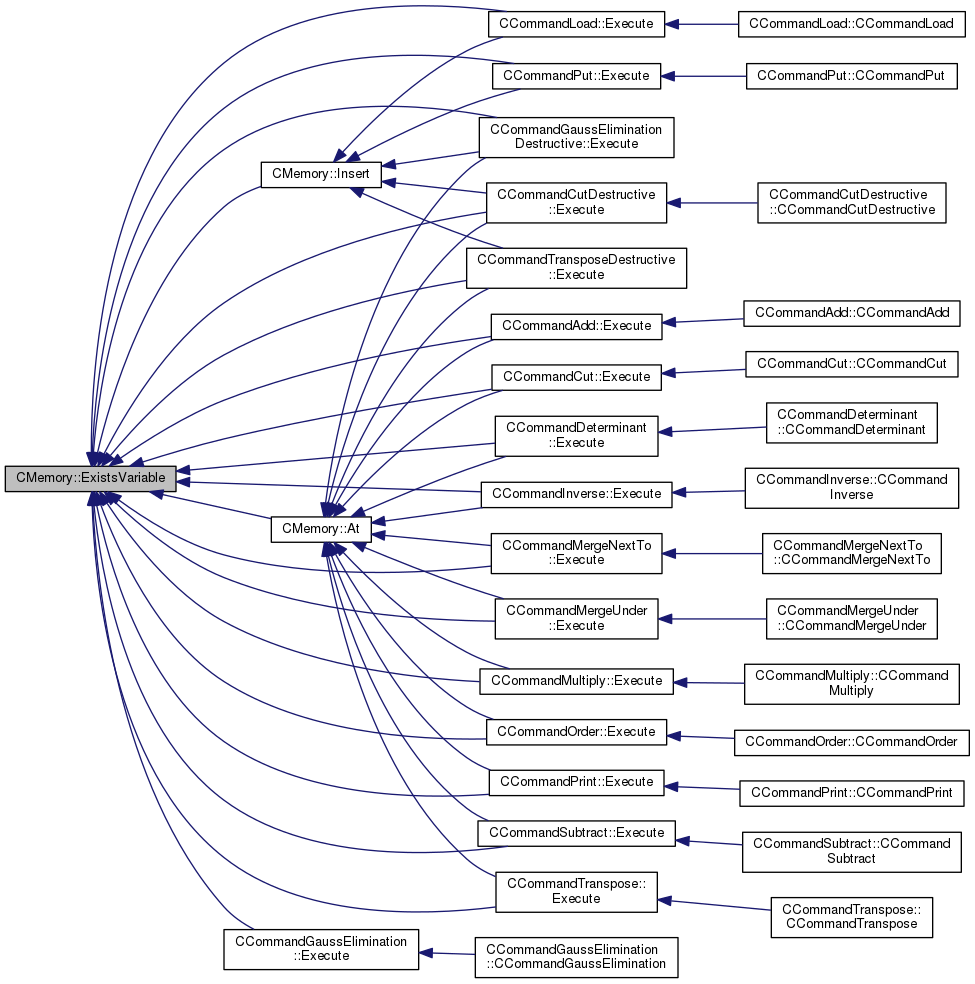 CCommandLoad::Execute
CCommandLoad::CCommandLoad
CCommandPut::Execute
CCommandPut::CCommandPut
CCommandGaussElimination
Destructive::Execute
CMemory::Insert
CCommandCutDestructive
::Execute
CCommandCutDestructive
::CCommandCutDestructive
CCommandTransposeDestructive
::Execute
CCommandAdd::Execute
CCommandAdd::CCommandAdd
CCommandCut::Execute
CCommandCut::CCommandCut
CCommandDeterminant
::Execute
CCommandDeterminant
::CCommandDeterminant
CMemory::ExistsVariable
CCommandInverse::Execute
CCommandInverse::CCommand
Inverse
CMemory::At
CCommandMergeNextTo
::Execute
CCommandMergeNextTo
::CCommandMergeNextTo
CCommandMergeUnder
::Execute
CCommandMergeUnder
::CCommandMergeUnder
CCommandMultiply::Execute
CCommandMultiply::CCommand
Multiply
CCommandOrder::Execute
CCommandOrder::CCommandOrder
CCommandPrint::Execute
CCommandPrint::CCommandPrint
CCommandSubtract::Execute
CCommandSubtract::CCommand
Subtract
CCommandTranspose::
Execute
CCommandTranspose::
CCommandTranspose
CCommandGaussElimination
::Execute
CCommandGaussElimination
::CCommandGaussElimination